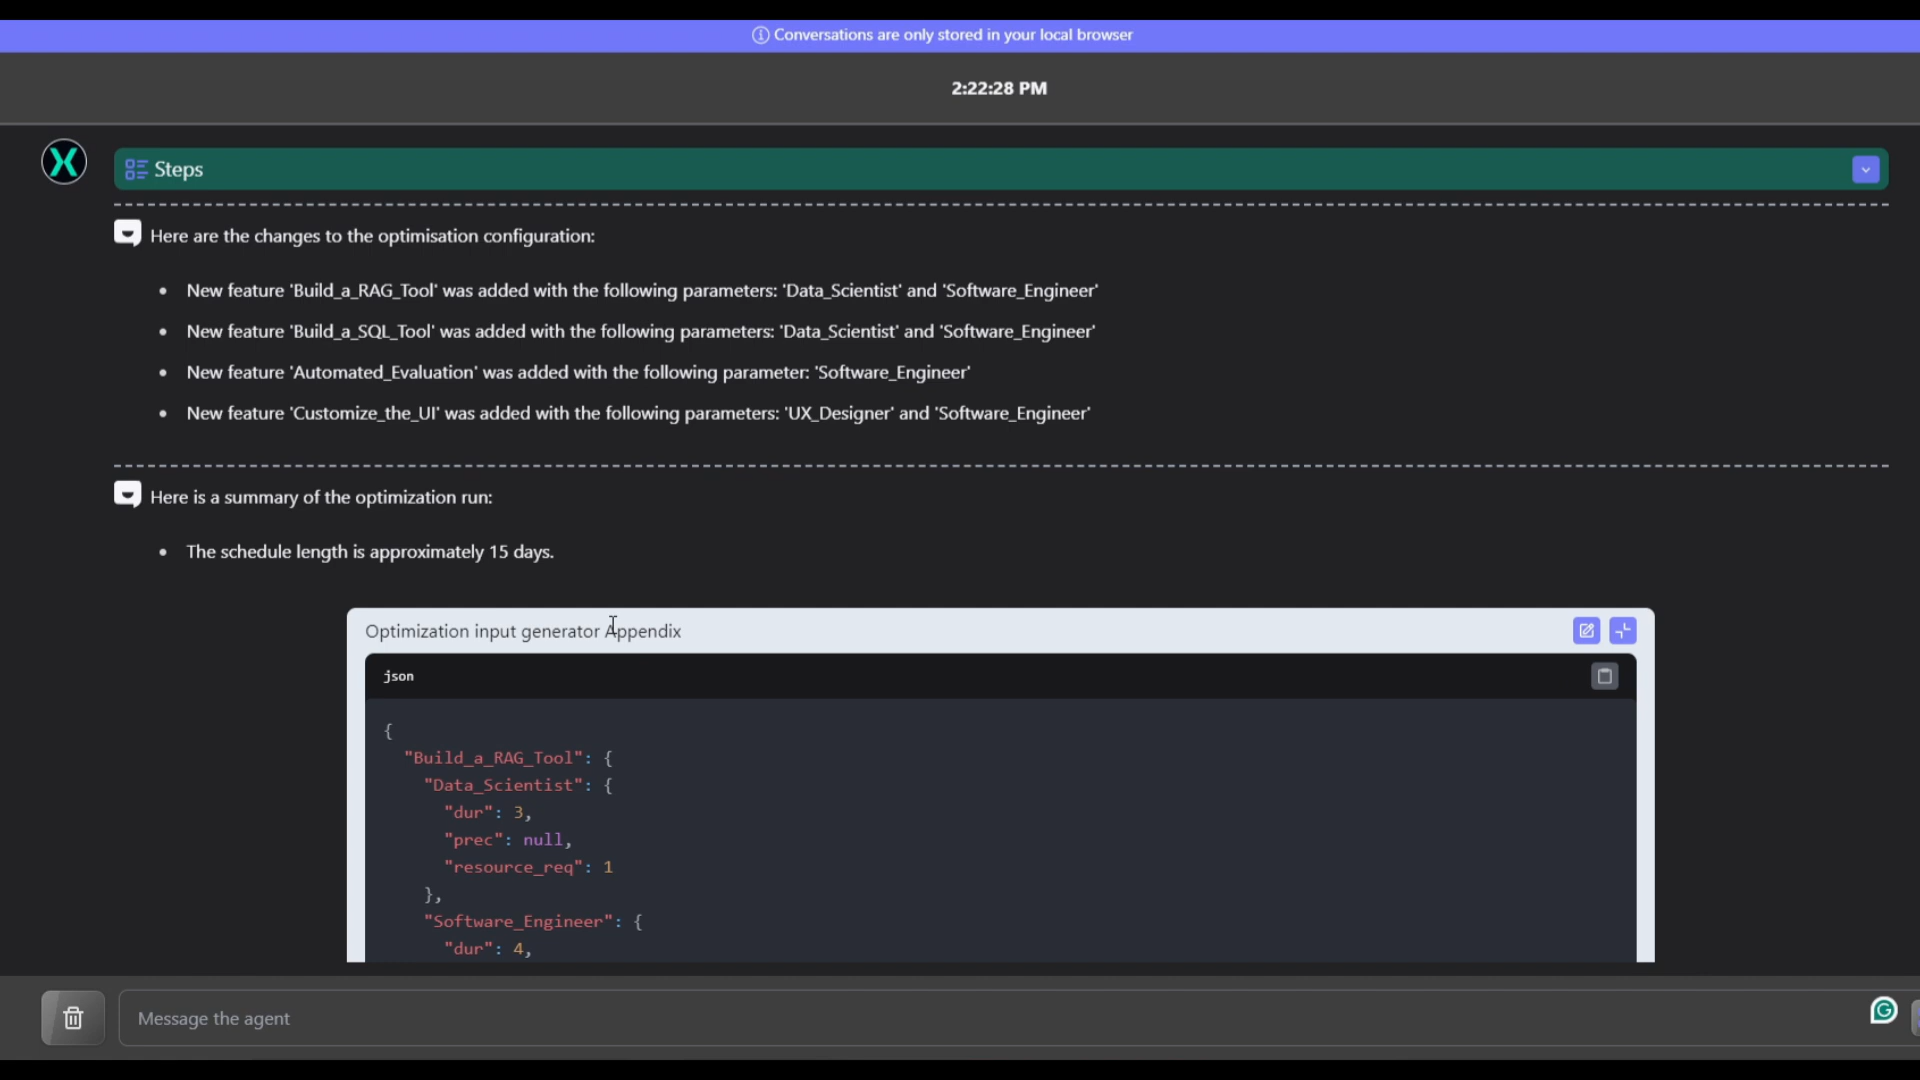 Conversations are only stored in your local browser
2:22:28 PM
Steps
Here are the changes to the optimisation configuration:
• New feature 'Build_a_RAG_Tool' was added with the following parameters: 'Data_Scientist' and 'Software_Engineer'
• New feature 'Build_a_SQL_Tool' was added with the following parameters: 'Data_Scientist' and 'Software_Engineer'
• New feature 'Automated_Evaluation' was added with the following parameter: 'Software_Engineer'
• New feature 'Customize_the_UI' was added with the following parameters: 'UX_Designer' and 'Software_Engineer'
Here is a summary of the optimization run:
• The schedule length is approximately 15 days.
Optimization input generator Appendix
json
{
"Build_a_RAG_Tool": {
"Data_Scientist": {
"dur": 3,
"prec": null,
"resource_req": 1
},
"Software_Engineer": {
"dur": 4,
Message the agent